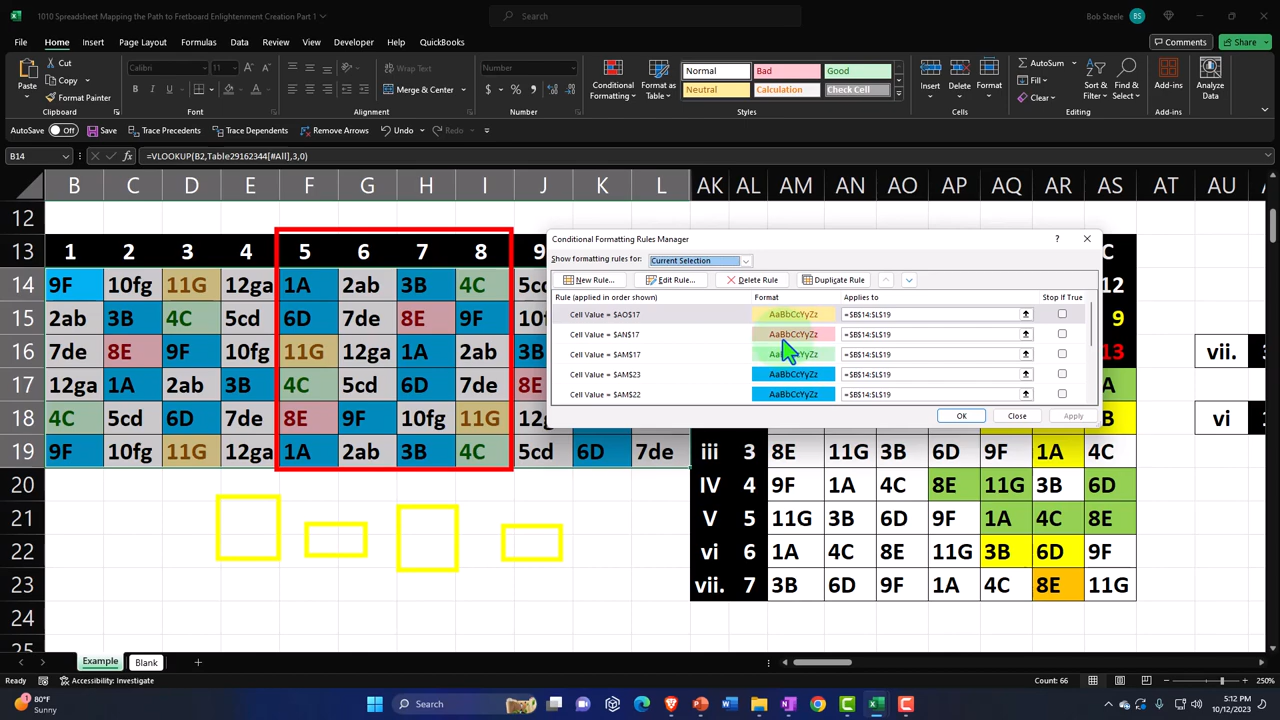 1010 Spreadsheet Mapping the Path to Fretboard Enlightenment Creation Part 1
Search
Bob Steele BS
File Home Insert Page Layout Formulas Data Review View Developer Help QuickBooks
Comments Share
Paste Cut Copy Format Painter
Clipboard
Calibri 11
Font
Wrap Text
Merge & Center
Alignment
Number
Number
Conditional Formatting Format as Table
Normal Bad Good
Neutral Calculation Check Cell
Styles
Insert Delete Format
Cells
AutoSum
Fill
Clear
Sort & Filter Find & Select
Editing
Add-ins
Add-ins
Analyze Data
AutoSave Off Save Trace Precedents Trace Dependents Remove Arrows Undo Redo
B14 fx =VLOOKUP(B2,Table29162344[#All],3,0)
B C D E F G H I J K L AK AL AM AN AO AP AQ AR AS AT AU
12
13 1 2 3 4 5 6 7 8 9 C
14 9F 10fg 11G 12ga 1A 2ab 3B 4C 5cd 12
15 2ab 3B 4C 5cd 6D 7de 8E 9F 10 9
16 7de 8E 9F 10fg 11G 12ga 1A 2ab 3B 13 vii.
17 12ga 1A 2ab 3B 4C 5cd 6D 7de 8E A
18 4C 5cd 6D 7de 8E 9F 10fg 11G 12 vi
19 9F 10fg 11G 12ga 1A 2ab 3B 4C 5cd 6D 7de iii 3 8E 11G 3B 6D 9F 1A 4C
20 IV 4 9F 1A 4C 8E 11G 3B 6D
21 V 5 11G 3B 6D 9F 1A 4C 8E
22 vi 6 1A 4C 8E 11G 3B 6D 9F
23 vii. 7 3B 6D 9F 1A 4C 8E 11G
24
25
Conditional Formatting Rules Manager ?
Show formatting rules for: Current Selection
New Rule... Edit Rule... Delete Rule Duplicate Rule
Rule (applied in order shown) Format Applies to Stop If True
Cell Value = $AO$17 AaBbCcYyZz =$B$14:$L$19
Cell Value = $AN$17 AaBbCcYyZz =$B$14:$L$19
Cell Value = $AM$17 AaBbCcYyZz =$B$14:$L$19
Cell Value = $AM$23 AaBbCcYyZz =$B$14:$L$19
Cell Value = $AM$22 AaBbCcYyZz =$B$14:$L$19
OK Close Apply
Example Blank
Ready Accessibility: Investigate Count: 66 250%
80°F
Sunny
Search
5:12 PM
10/12/2023